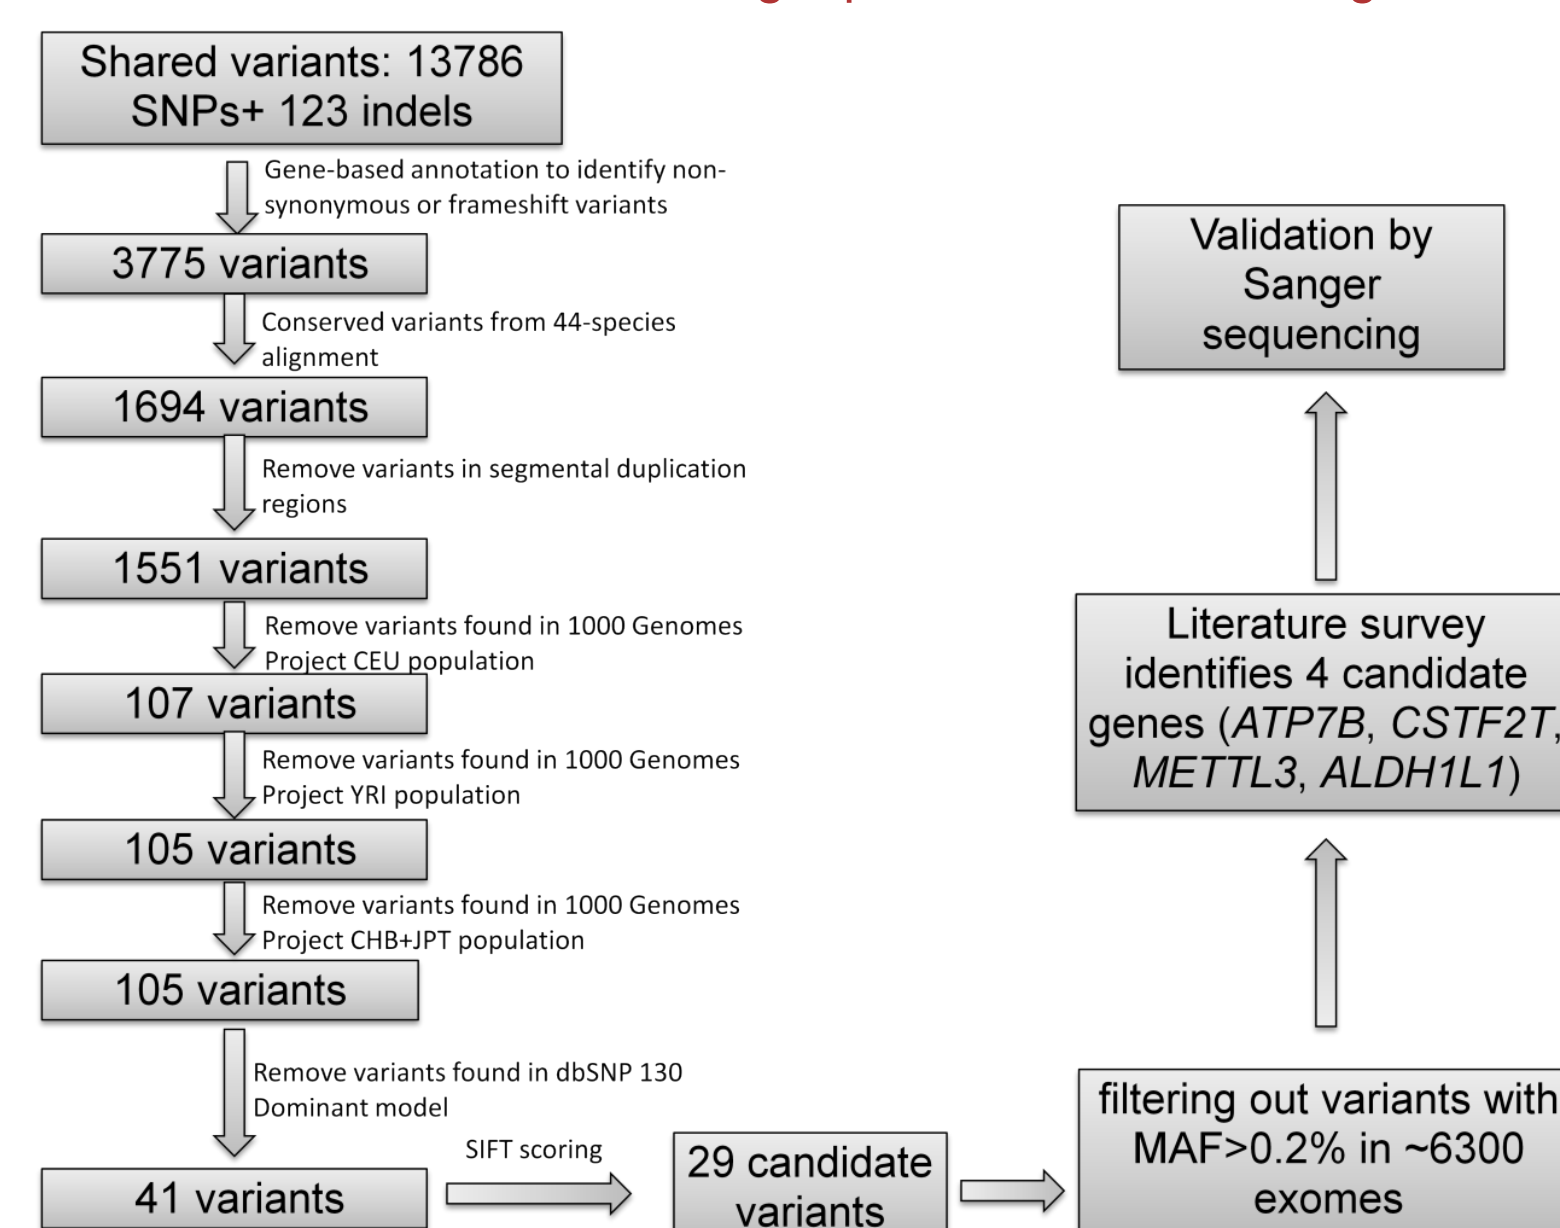 Shared variants: 13786
SNPs+ 123 indels
Gene-based annotation to identify non-
synonymous or frameshift variants
3775 variants
Conserved variants from 44-species
alignment
1694 variants
Remove variants in segmental duplication
regions
1551 variants
Remove variants found in 1000 Genomes
Project CEU population
107 variants
Remove variants found in 1000 Genomes
Project YRI population
105 variants
Remove variants found in 1000 Genomes
Project CHB+JPT population
105 variants
Remove variants found in dbSNP 130
Dominant model
41 variants
SIFT scoring
29 candidate
variants
filtering out variants with
MAF>0.2% in ~6300
exomes
Literature survey
identifies 4 candidate
genes (ATP7B, CSTF2T,
METTL3, ALDH1L1)
Validation by
Sanger
sequencing